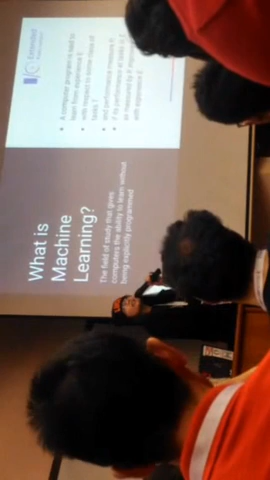 What is
Machine
Learning?
The field of study that gives
computers the ability to learn without
being explicitly programmed
Extended
• A computer program is said to
learn from experience E
• with respect to some class of
tasks T
• and performance measure P,
• if its performance at tasks in T,
as measured by P, improves
with experience E